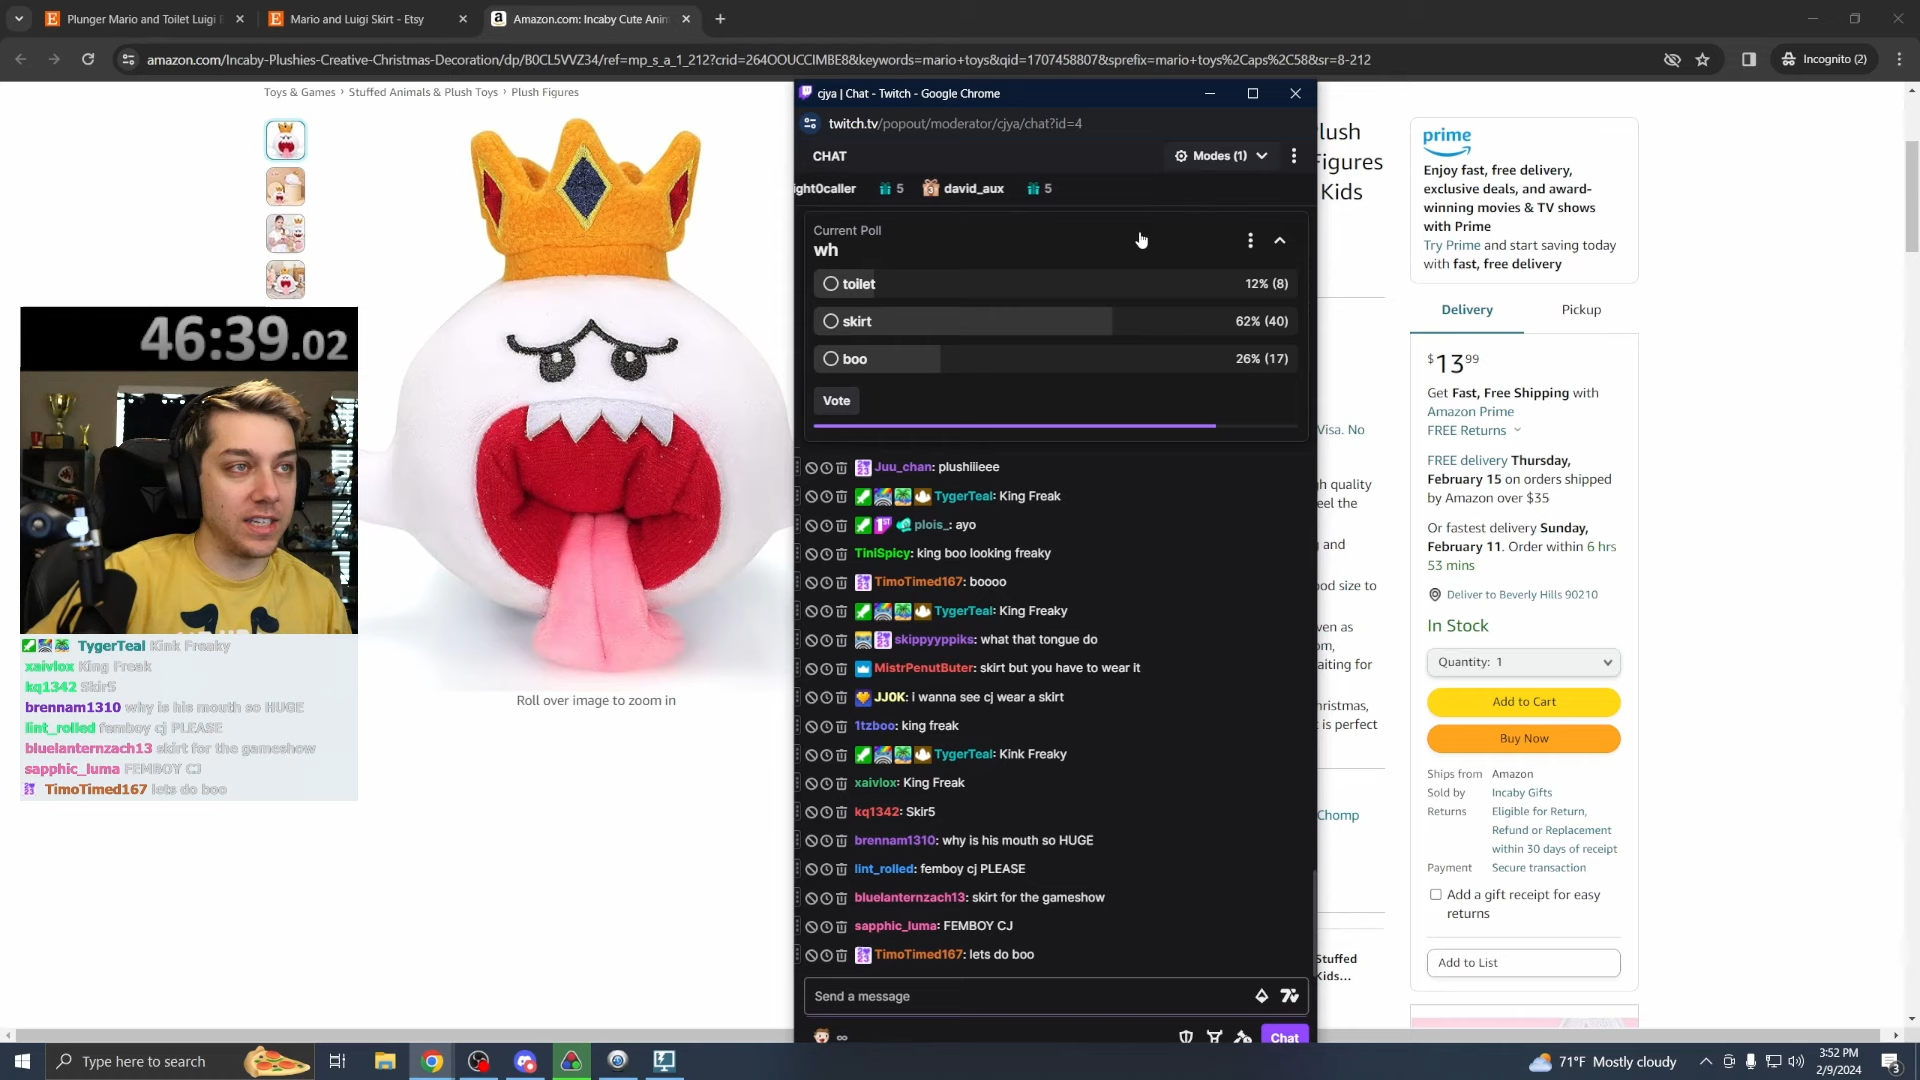 Plunger Mario and Toilet Luigi F
Mario and Luigi Skirt - Etsy
Amazon.com: Incaby Cute Anim
amazon.com/Incaby-Plushies-Creative-Christmas-Decoration/dp/B0CL5VVZ34/ref=mp_s_a_1_212?crid=264OOUCCIMBE8&keywords=mario+toys&qid=1707458807&sprefix=mario+toys%2Caps%2C58&sr=8-212
Incognito (2)
Toys & Games › Stuffed Animals & Plush Toys › Plush Figures
46:39.02
TygerTeal Kink Freaky
xaivlox King Freak
kq1342 Skir5
brennam1310 why is his mouth so HUGE
lint_rolled femboy cj PLEASE
bluelanternzach13 skirt for the gameshow
sapphic_luma FEMBOY CJ
TimoTimed167 lets do boo
Roll over image to zoom in
cjya | Chat - Twitch - Google Chrome
twitch.tv/popout/moderator/cjya/chat?id=4
CHAT
Modes (1)
ight0caller 5 david_aux 5
Current Poll
wh
toilet 12% (8)
skirt 62% (40)
boo 26% (17)
Vote
Juu_chan: plushiiieee
TygerTeal: King Freak
plois_: ayo
TiniSpicy: king boo looking freaky
TimoTimed167: boooo
TygerTeal: King Freaky
skippyyppiks: what that tongue do
MistrPenutButer: skirt but you have to wear it
JJ0K: i wanna see cj wear a skirt
1tzboo: king freak
TygerTeal: Kink Freaky
xaivlox: King Freak
kq1342: Skir5
brennam1310: why is his mouth so HUGE
lint_rolled: femboy cj PLEASE
bluelanternzach13: skirt for the gameshow
sapphic_luma: FEMBOY CJ
TimoTimed167: lets do boo
Send a message
Chat
lush
igures
Kids
Visa. No
gh quality
eel the
g and
ood size to
ven as
om,
aiting for
hristmas,
t is perfect
Chomp
Stuffed
Kids...
prime
Enjoy fast, free delivery,
exclusive deals, and award-
winning movies & TV shows
with Prime
Try Prime and start saving today
with fast, free delivery
Delivery
Pickup
$13 99
Get Fast, Free Shipping with
Amazon Prime
FREE Returns
FREE delivery Thursday,
February 15 on orders shipped
by Amazon over $35
Or fastest delivery Sunday,
February 11. Order within 6 hrs
53 mins
Deliver to Beverly Hills 90210
In Stock
Quantity: 1
Add to Cart
Buy Now
Ships from Amazon
Sold by Incaby Gifts
Returns Eligible for Return,
Refund or Replacement
within 30 days of receipt
Payment Secure transaction
Add a gift receipt for easy
returns
Add to List
Type here to search
71°F Mostly cloudy
3:52 PM
2/9/2024
3